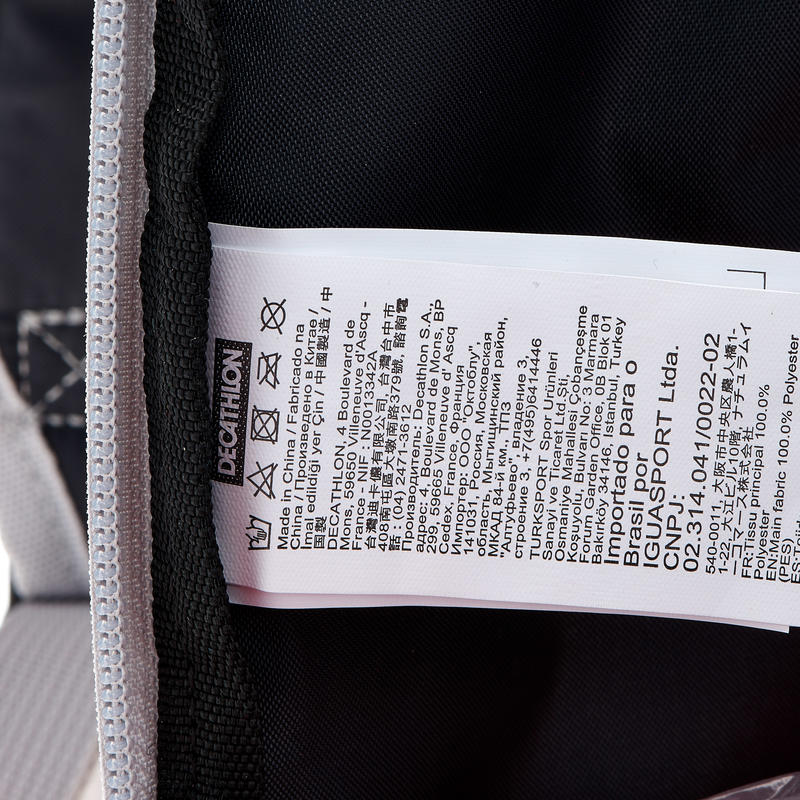 DECATHLON
Made in China / Fabricado na
China / Произведено в Китае /
Imal edildiği yer Çin / 中國製造 / 中
国製
DECATHLON, 4 Boulevard de
Mons, 59650 Villeneuve d'Ascq -
France - NIF N0013342A
台灣迪卡儂有限公司, 台灣台中市
408南屯區大墩南路379號, 諮詢電
話 : (04) 2471-3612
Производитель: Decathlon S.A.,
адрес: 4, Boulevard de Mons, BP
299, 59665 Villeneuve d' Ascq
Cedex, France, Франция
Импортер: ООО "Октоблу",
141031, Россия, Московская
область, Мытищинский район,
МКАД 84-й км, ТПЗ
"Алтуфьево", владение 3,
строение 3, +7(495)6414446
TURKSPORT Spor Ürünleri
Sanayi ve Ticaret Ltd.Şti,
Osmaniye Mahallesi Çobançeşme
Koşuyolu, Bulvarı No: 3 Marmara
Forum Garden Office, 0B Blok 01
Bakırköy 34146, Istanbul, Turkey
Importado para o
Brasil por
IGUASPORT Ltda.
CNPJ:
02.314.041/0022-02
540-0011, 大阪市中央区農人橋1-
1-22, 大江ビル10階, ナチュラムイ
ーコマース株式会社
FR:Tissu principal 100.0%
Polyester
EN:Main fabric 100.0% Polyester
(PES)